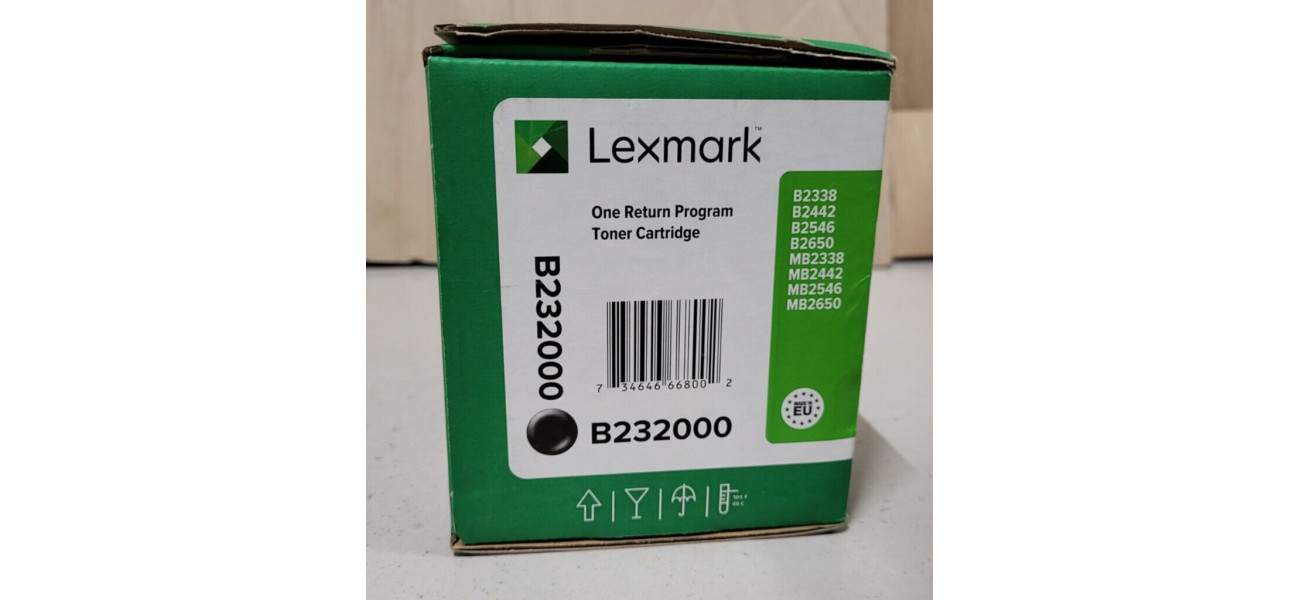 Lexmark™
One Return Program
Toner Cartridge
B232000
7 34646 66800 2
B232000
B2338
B2442
B2546
B2650
MB2338
MB2442
MB2546
MB2650
MADE IN
EU